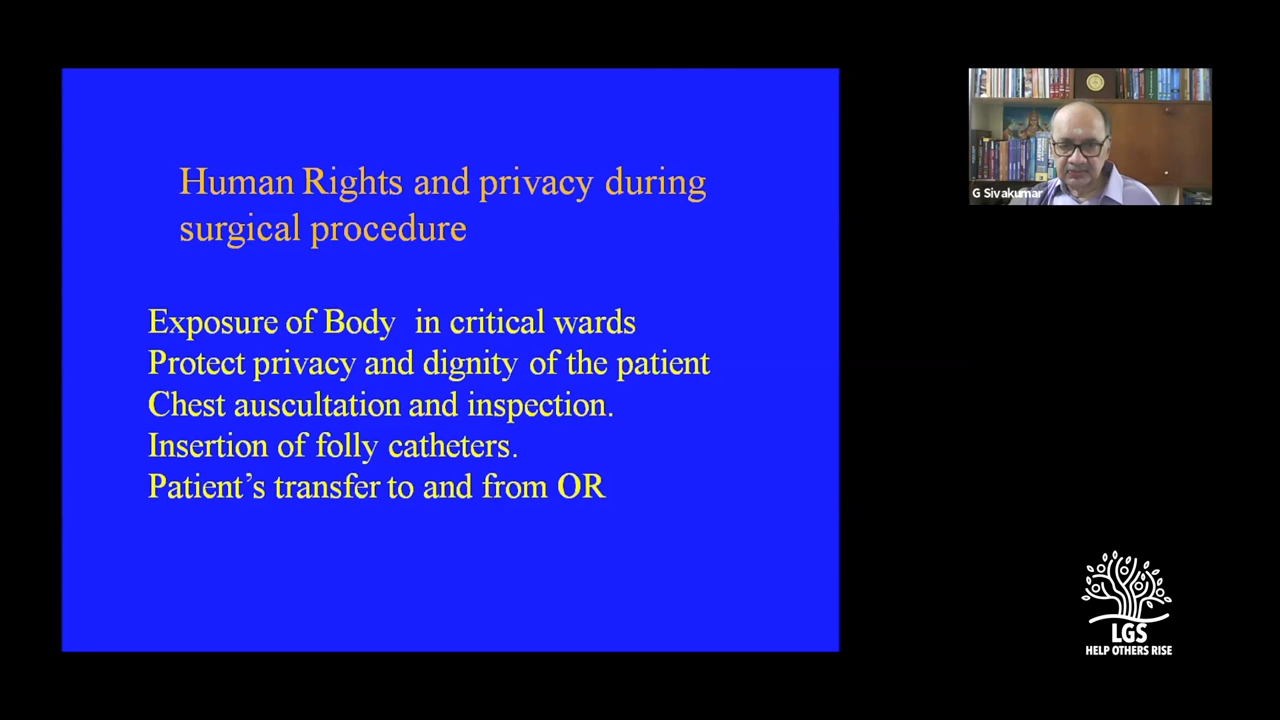 Human Rights and privacy during
surgical procedure
Exposure of Body in critical wards
Protect privacy and dignity of the patient
Chest auscultation and inspection.
Insertion of folly catheters.
Patient's transfer to and from OR
G Sivakumar
LGS
HELP OTHERS RISE